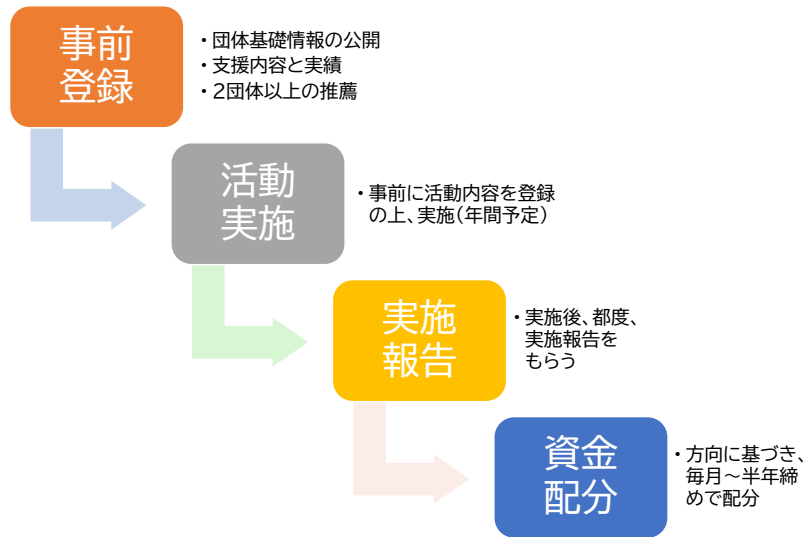 事前
登録
・団体基礎情報の公開
・支援内容と実績
・2団体以上の推薦
活動
実施
・事前に活動内容を登録
の上、実施(年間予定)
実施
報告
・実施後、都度、
実施報告を
もらう
資金
配分
・方向に基づき、
毎月～半年締
めで配分